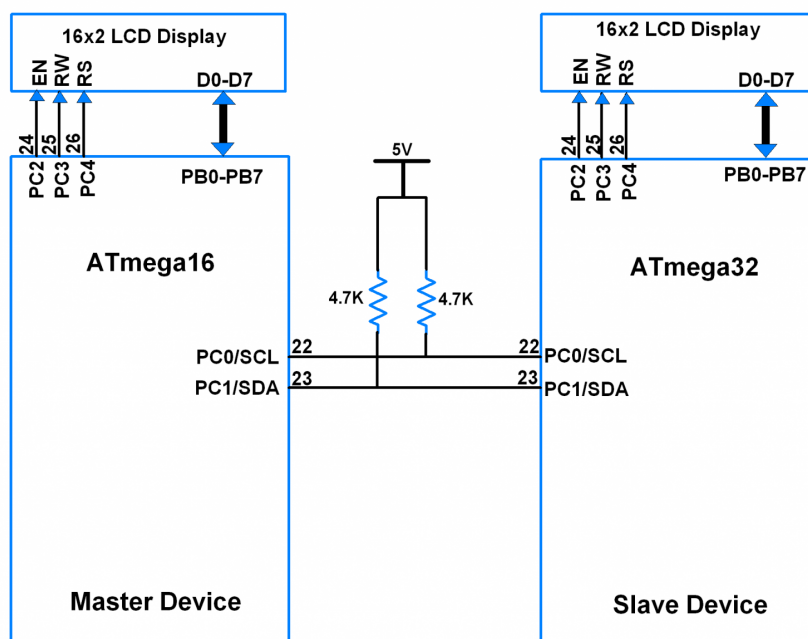 16x2 LCD Display
EN
RW
RS
D0-D7
24
25
26
PC2
PC3
PC4
PB0-PB7
ATmega16
PC0/SCL
22
PC1/SDA
23
Master Device
5V
4.7K
4.7K
16x2 LCD Display
EN
RW
RS
D0-D7
24
25
26
PC2
PC3
PC4
PB0-PB7
ATmega32
22
PC0/SCL
23
PC1/SDA
Slave Device